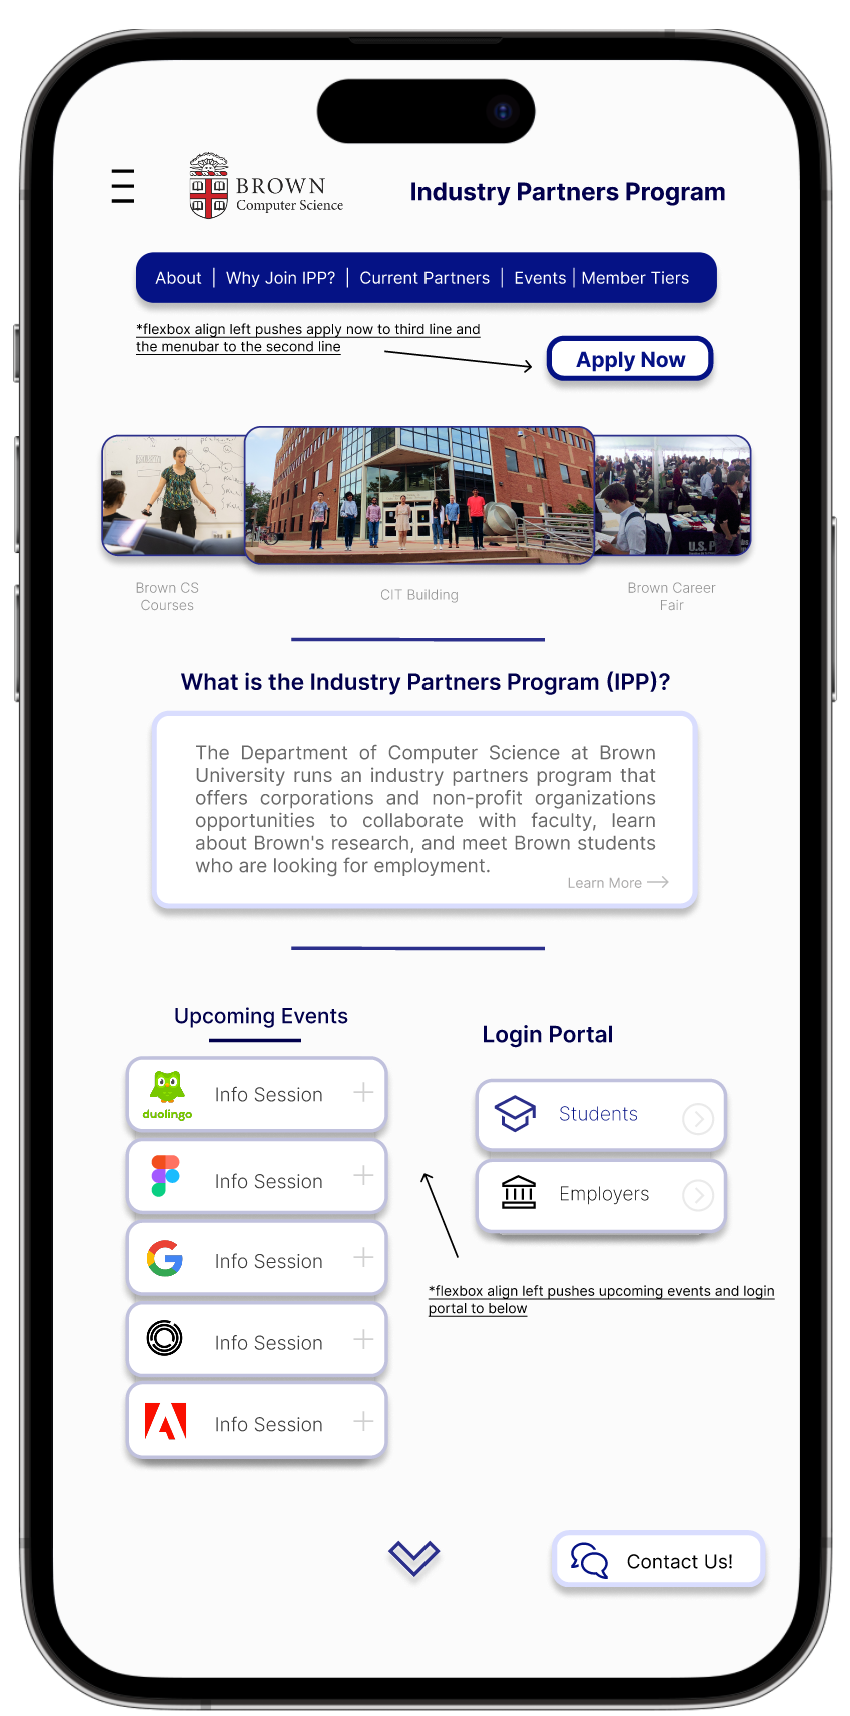 BROWN
Computer Science
Industry Partners Program
About | Why Join IPP? | Current Partners | Events | Member Tiers
*flexbox align left pushes apply now to third line and
the menubar to the second line
Apply Now
U.S. P
Brown CS
Courses
CIT Building
Brown Career
Fair
What is the Industry Partners Program (IPP)?
The Department of Computer Science at Brown
University runs an industry partners program that
offers corporations and non-profit organizations
opportunities to collaborate with faculty, learn
about Brown's research, and meet Brown students
who are looking for employment.
Learn More
Upcoming Events
duolingo
Info Session
Info Session
Info Session
Info Session
Info Session
Login Portal
Students
Employers
*flexbox align left pushes upcoming events and login
portal to below
Contact Us!